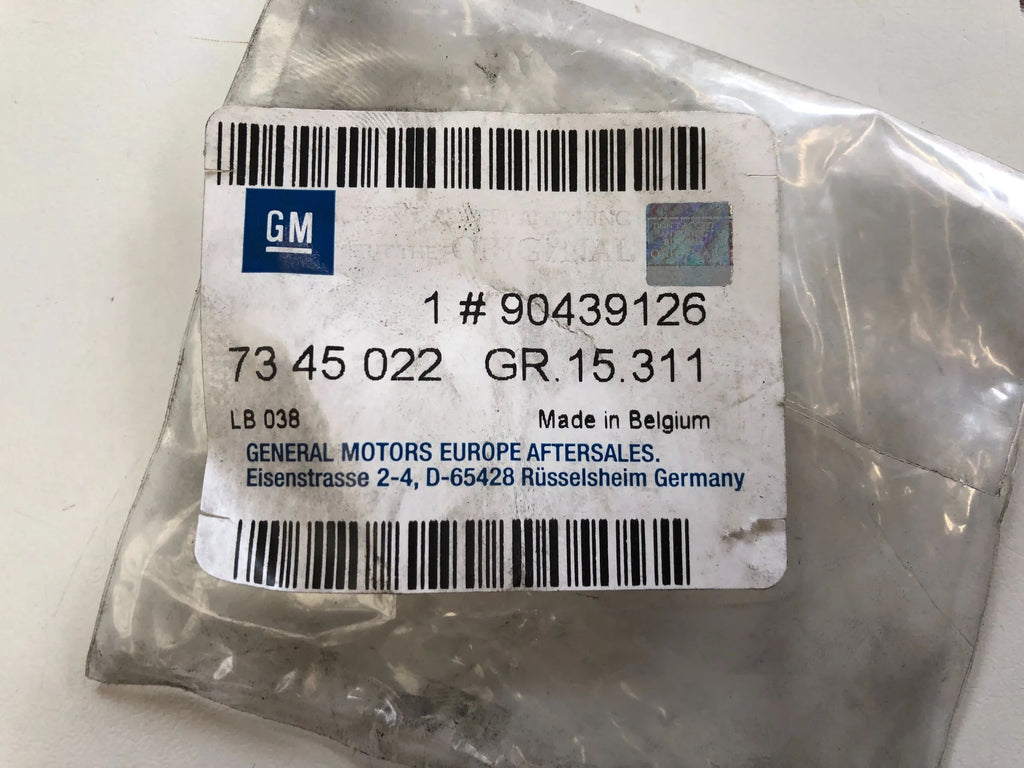 GM
ORIGINAL
1 # 90439126
73 45 022 GR. 15.311
LB 038 Made in Belgium
GENERAL MOTORS EUROPE AFTERSALES.
Eisenstrasse 2-4, D-65428 Rüsselsheim Germany